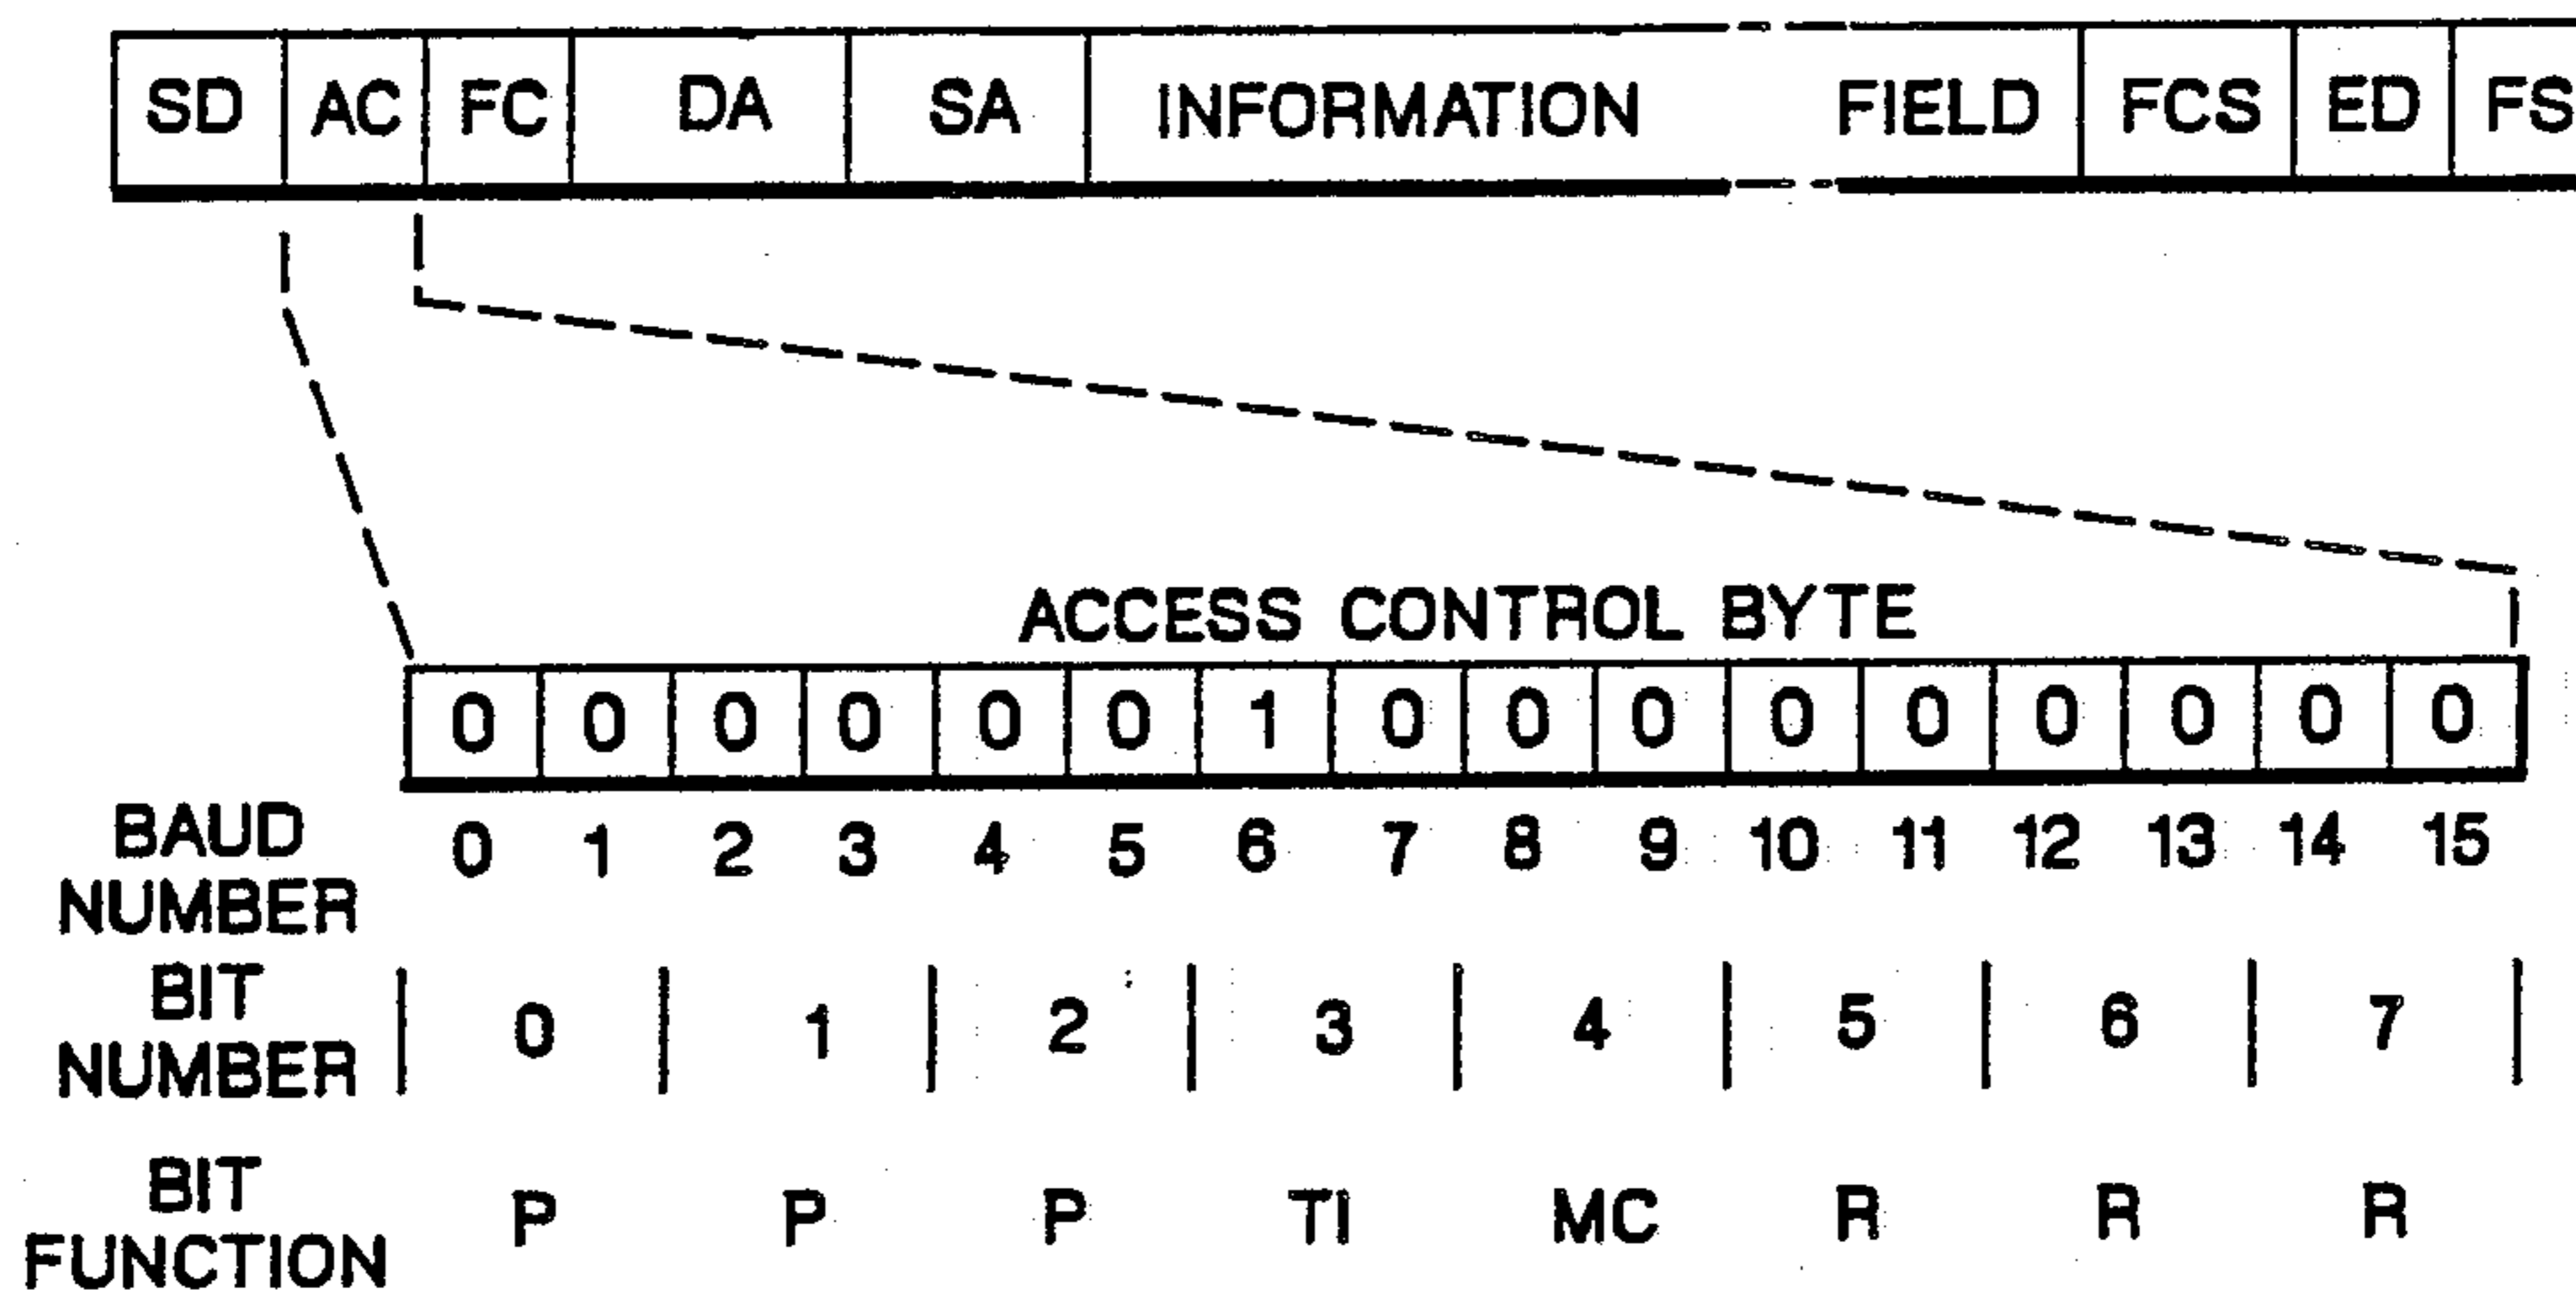 SD AC FC DA SA INFORMATION FIELD FCS ED FS
ACCESS CONTROL BYTE
0 0 0 0 0 0 1 0 0 0 0 0 0 0 0 0
BAUD NUMBER 0 1 2 3 4 5 6 7 8 9 10 11 12 13 14 15
BIT NUMBER 0 1 2 3 4 5 6 7
BIT FUNCTION P P P TI MC R R R